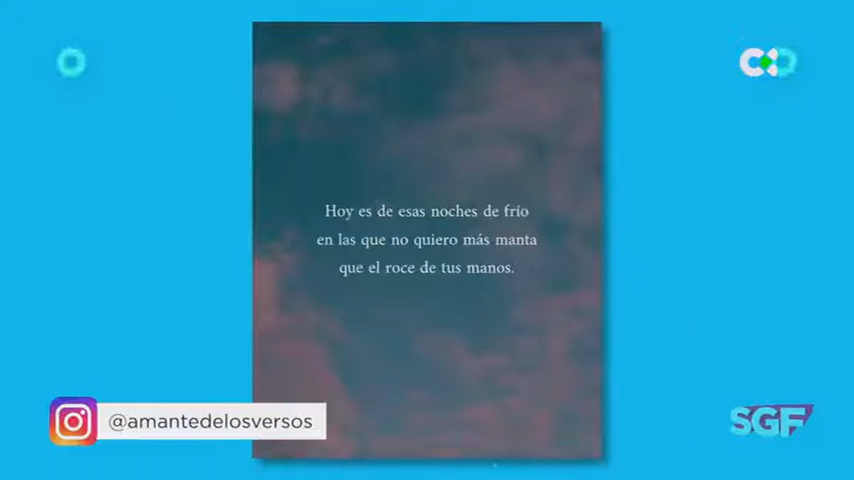 Hoy es de esas noches de frío
en las que no quiero más manta
que el roce de tus manos.
@amantedelosversos
SGF